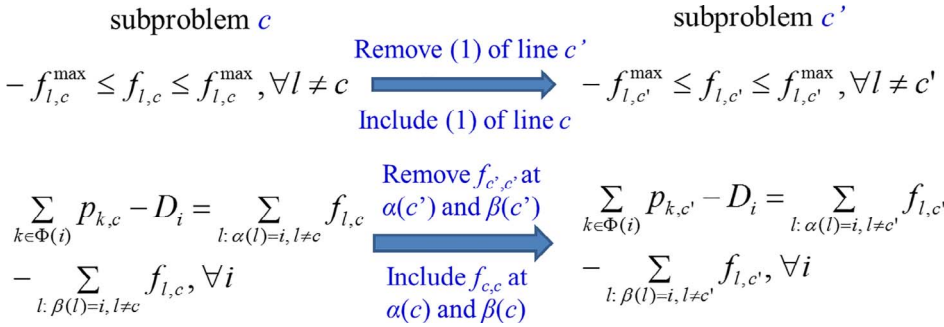 subproblem c
subproblem c’
Remove (1) of line c’
− f_{l,c}^{max} ≤ f_{l,c} ≤ f_{l,c}^{max}, ∀l ≠ c
− f_{l,c'}^{max} ≤ f_{l,c'} ≤ f_{l,c'}^{max}, ∀l ≠ c'
Include (1) of line c
Remove f_{c’,c’} at
α(c’) and β(c’)
∑_{k∈Φ(i)} p_{k,c} − D_i = ∑_{l: α(l)=i, l≠c} f_{l,c}
− ∑_{l: β(l)=i, l≠c} f_{l,c}, ∀i
∑_{k∈Φ(i)} p_{k,c'} − D_i = ∑_{l: α(l)=i, l≠c'} f_{l,c'}
− ∑_{l: β(l)=i, l≠c'} f_{l,c'}, ∀i
Include f_{c,c} at
α(c) and β(c)